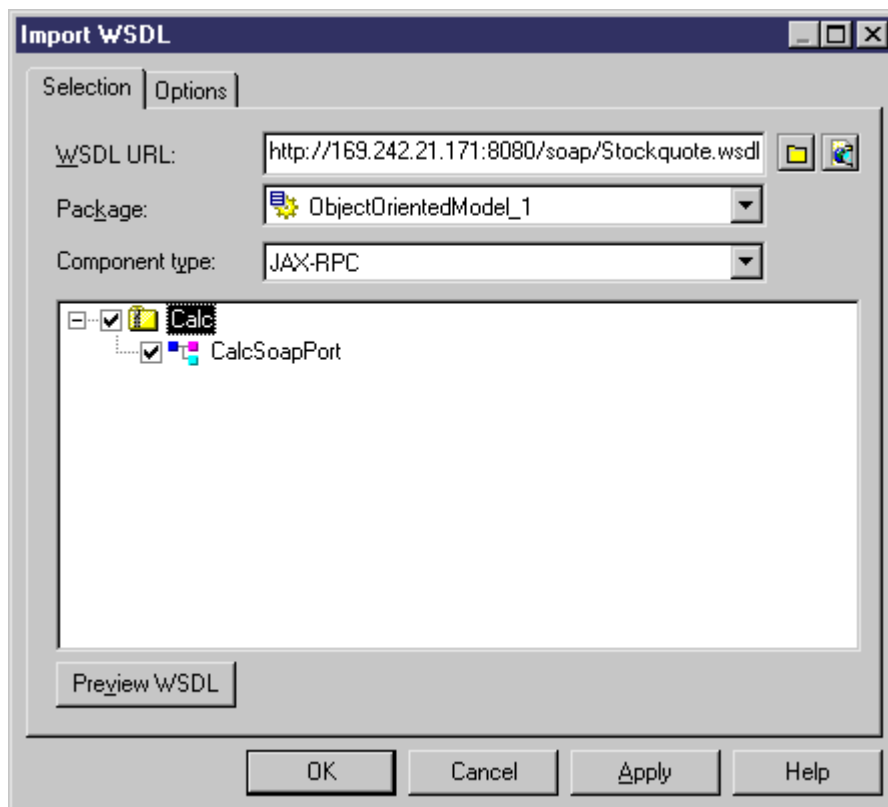 Import WSDL
Selection Options
WSDL URL: http://169.242.21.171:8080/soap/Stockquote.wsdl
Package: ObjectOrientedModel_1
Component type: JAX-RPC
Calc
CalcSoapPort
Preview WSDL
OK Cancel Apply Help